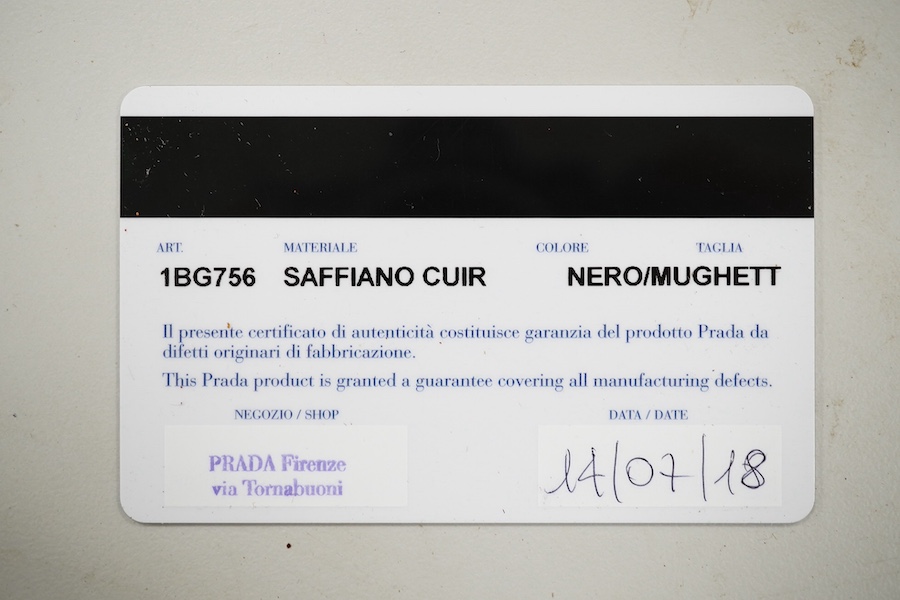 ART. MATERIALE COLORE TAGLIA
1BG756 SAFFIANO CUIR NERO/MUGHETT
Il presente certificato di autenticità costituisce garanzia del prodotto Prada da
difetti originari di fabbricazione.
This Prada product is granted a guarantee covering all manufacturing defects.
NEGOZIO / SHOP DATA / DATE
PRADA Firenze
via Tornabuoni
14/07/18